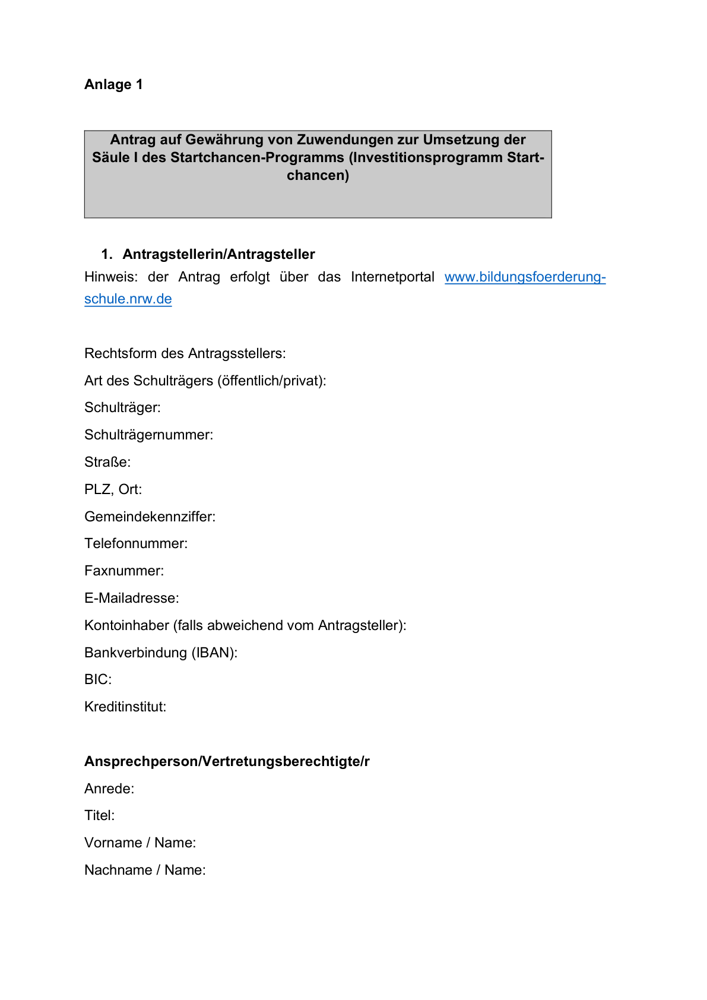 Anlage 1
Antrag auf Gewährung von Zuwendungen zur Umsetzung der
Säule I des Startchancen-Programms (Investitionsprogramm Start-
chancen)
1. Antragstellerin/Antragsteller
Hinweis: der Antrag erfolgt über das Internetportal www.bildungsfoerderung-
schule.nrw.de
Rechtsform des Antragsstellers:
Art des Schulträgers (öffentlich/privat):
Schulträger:
Schulträgernummer:
Straße:
PLZ, Ort:
Gemeindekennziffer:
Telefonnummer:
Faxnummer:
E-Mailadresse:
Kontoinhaber (falls abweichend vom Antragsteller):
Bankverbindung (IBAN):
BIC:
Kreditinstitut:
Ansprechperson/Vertretungsberechtigte/r
Anrede:
Titel:
Vorname / Name:
Nachname / Name: